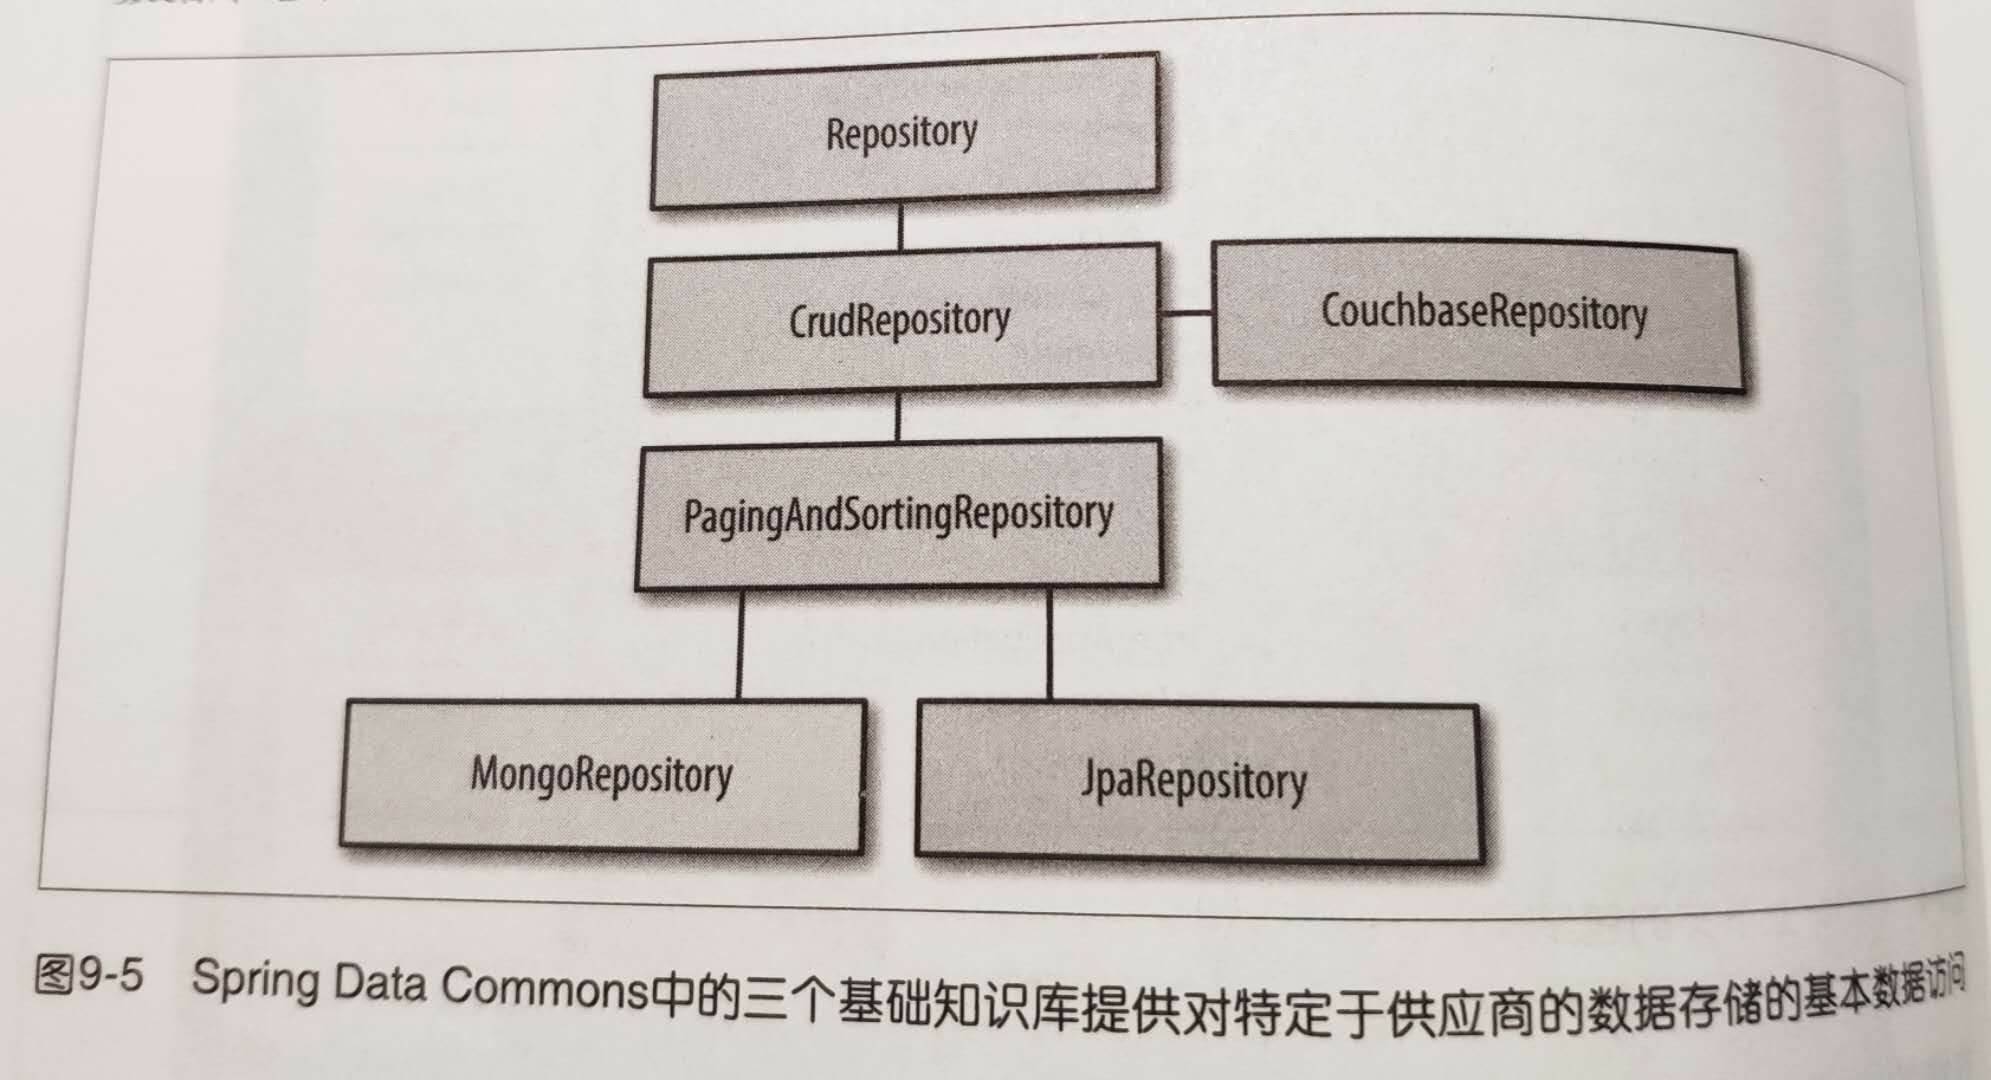 Repository
CrudRepository
CouchbaseRepository
PagingAndSortingRepository
MongoRepository
JpaRepository
图9-5 Spring Data Commons中的三个基础知识库提供对特定于供应商的数据存储的基本数据访问